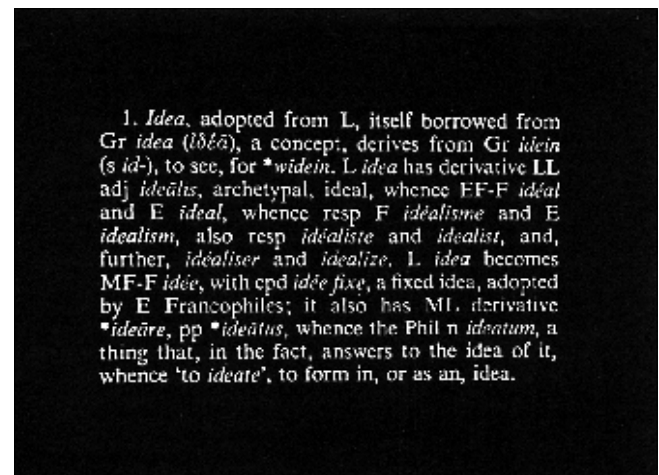 1. Idea, adopted from L, itself borrowed from
Gr idea (ἰδέā), a concept, derives from Gr idein
(s id-), to see, for *widein. L idea has derivative LL
adj ideālis, archetypal, ideal, whence EF-F idéal
and E ideal, whence resp F idéalisme and E
idealism, also resp idéaliste and idealist, and,
further, idéaliser and idealize. L idea becomes
MF-F idée, with cpd idée fixe, a fixed idea, adopted
by E Francophiles; it also has ML derivative
*ideāre, pp *ideātus, whence the Phil n ideatum, a
thing that, in the fact, answers to the idea of it,
whence ‘to ideate’, to form in, or as an, idea.